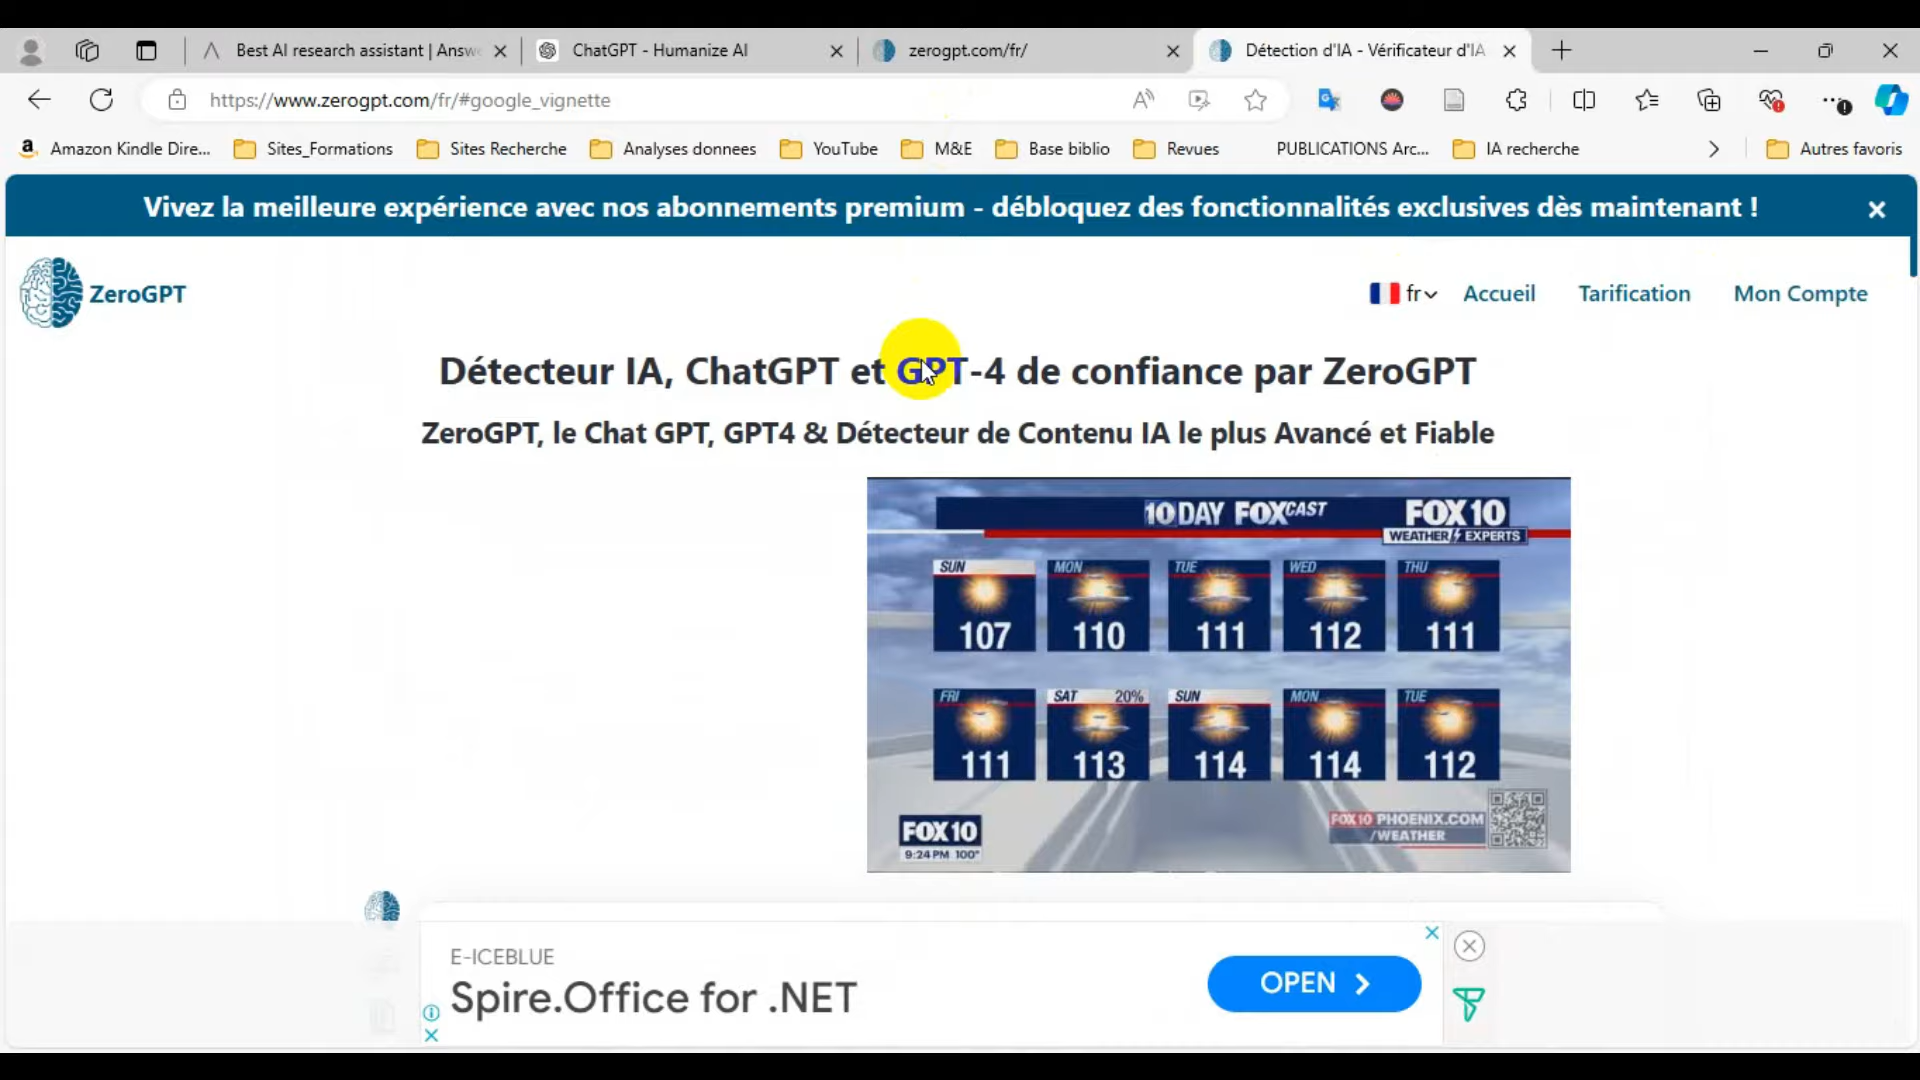 Best AI research assistant | Answ
ChatGPT - Humanize AI
zerogpt.com/fr/
Détection d'IA - Vérificateur d'IA
https://www.zerogpt.com/fr/#google_vignette
Amazon Kindle Dire...
Sites_Formations
Sites Recherche
Analyses donnees
YouTube
M&E
Base biblio
Revues
PUBLICATIONS Arc...
IA recherche
Autres favoris
Vivez la meilleure expérience avec nos abonnements premium - débloquez des fonctionnalités exclusives dès maintenant !
ZeroGPT
fr
Accueil
Tarification
Mon Compte
Détecteur IA, ChatGPT et GPT-4 de confiance par ZeroGPT
ZeroGPT, le Chat GPT, GPT4 & Détecteur de Contenu IA le plus Avancé et Fiable
10 DAY FOXCAST
FOX 10
WEATHER EXPERTS
SUN MON TUE WED THU
107 110 111 112 111
FRI SAT 20% SUN MON TUE
111 113 114 114 112
FOX 10
9:24 PM 100°
FOX10 PHOENIX.COM
/WEATHER
E-ICEBLUE
Spire.Office for .NET
OPEN